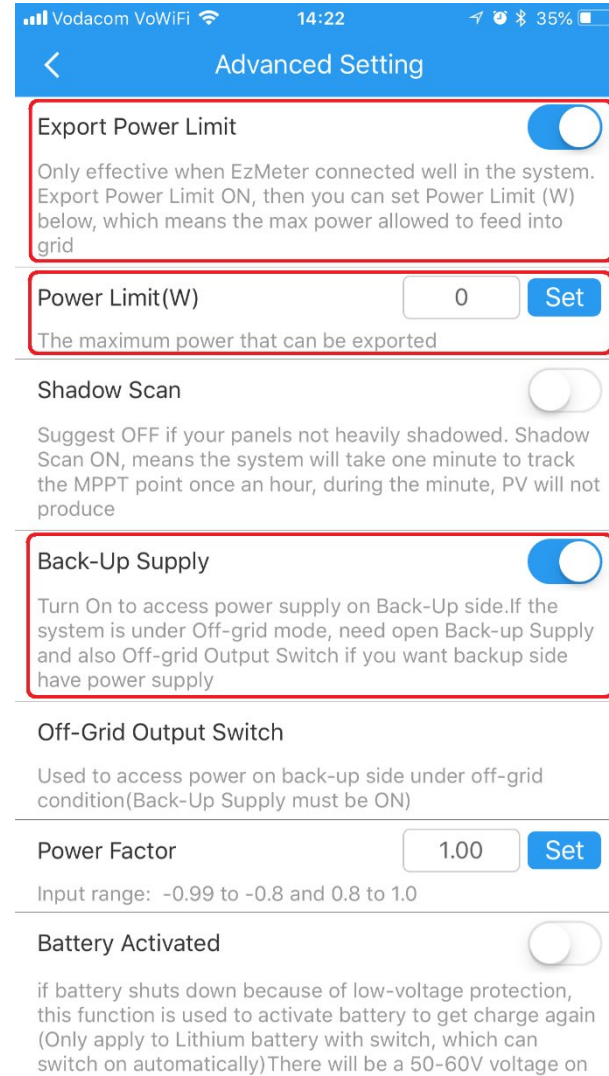 Vodacom VoWiFi 14:22 35%
Advanced Setting
Export Power Limit
Only effective when EzMeter connected well in the system.
Export Power Limit ON, then you can set Power Limit (W)
below, which means the max power allowed to feed into
grid
Power Limit(W) 0 Set
The maximum power that can be exported
Shadow Scan
Suggest OFF if your panels not heavily shadowed. Shadow
Scan ON, means the system will take one minute to track
the MPPT point once an hour, during the minute, PV will not
produce
Back-Up Supply
Turn On to access power supply on Back-Up side.If the
system is under Off-grid mode, need open Back-up Supply
and also Off-grid Output Switch if you want backup side
have power supply
Off-Grid Output Switch
Used to access power on back-up side under off-grid
condition(Back-Up Supply must be ON)
Power Factor 1.00 Set
Input range: -0.99 to -0.8 and 0.8 to 1.0
Battery Activated
if battery shuts down because of low-voltage protection,
this function is used to activate battery to get charge again
(Only apply to Lithium battery with switch, which can
switch on automatically)There will be a 50-60V voltage on